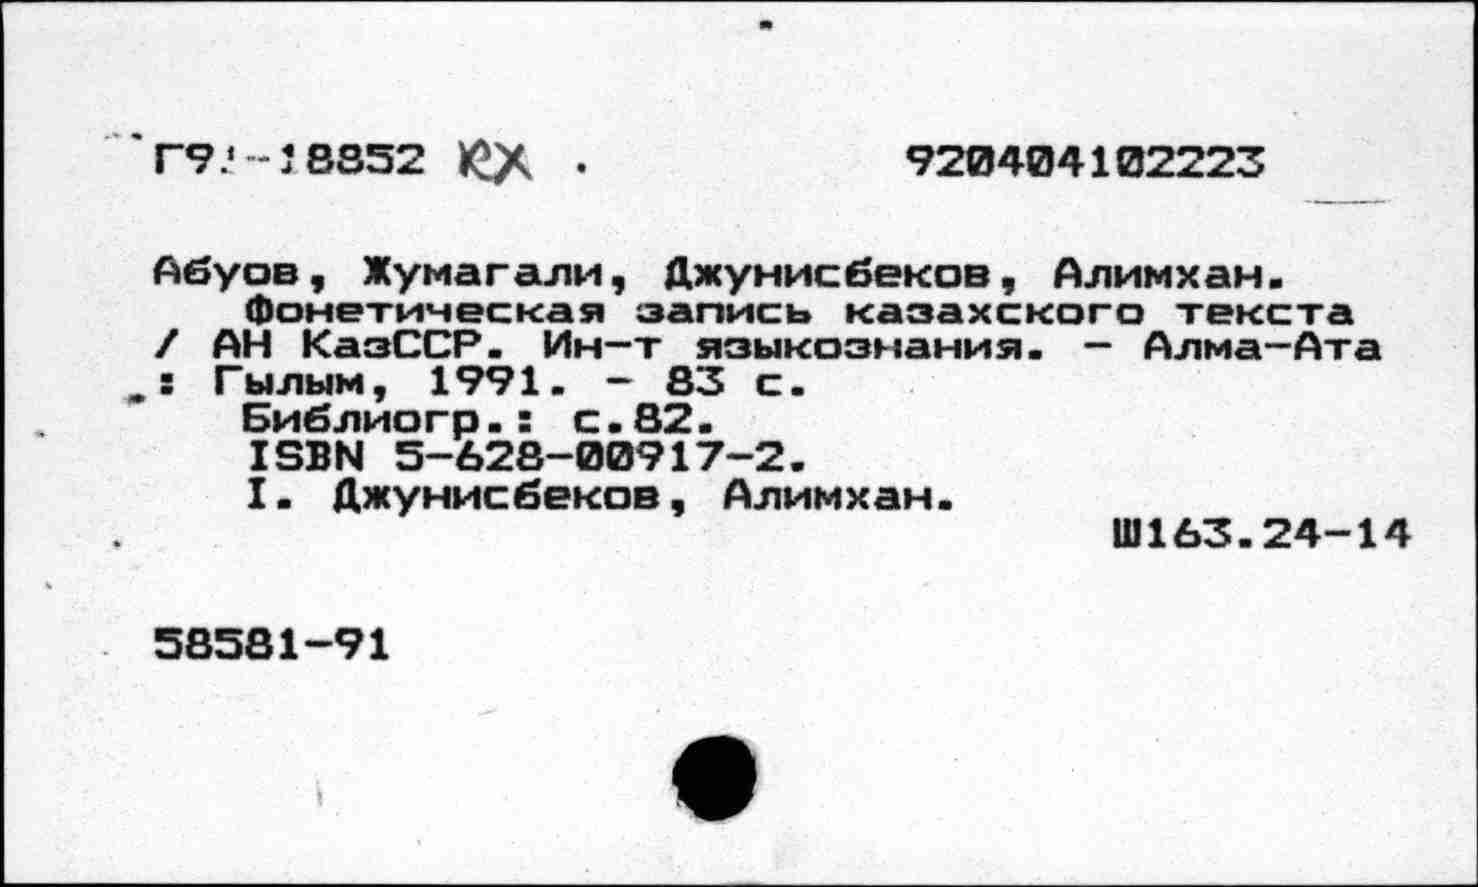 Г91-18852 кх 920404102223
Абуов, Жумагали, Джунисбеков, Алимхан.
Фонетическая запись казахского текста
/ АН КазССР. Ин-т языкознания. - Алма-Ата
: Гылым, 1991. - 83 с.
Библиогр.: с.82.
ISBN 5-628-00917-2.
I. Джунисбеков, Алимхан.
Ш163.24-14
58581-91